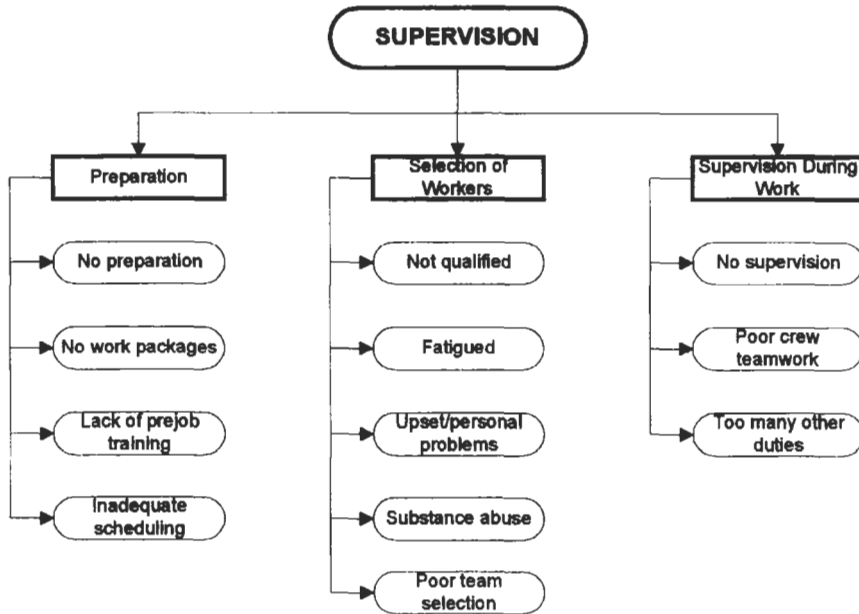 SUPERVISION
Preparation
No preparation
No work packages
Lack of prejob
training
Inadequate
scheduling
Selection of
Workers
Not qualified
Fatigued
Upset/personal
problems
Substance abuse
Poor team
selection
Supervision During
Work
No supervision
Poor crew
teamwork
Too many other
duties